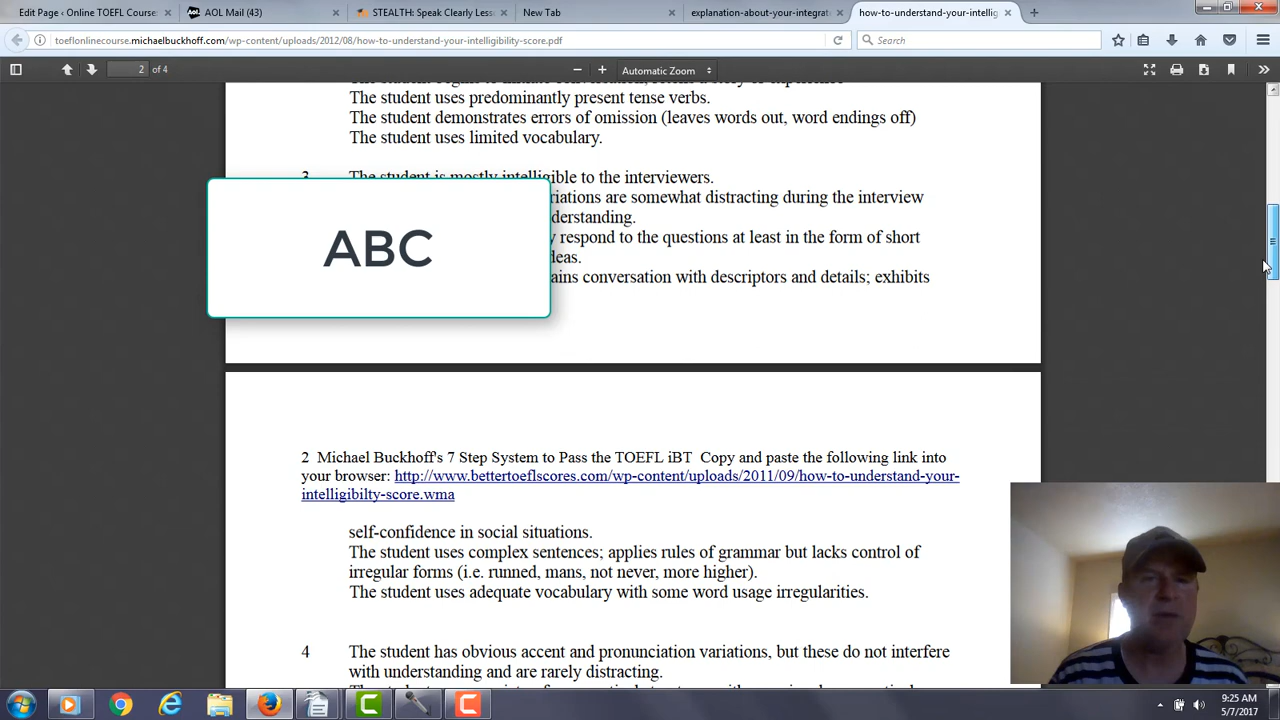 Edit Page ‹ Online TOEFL Course
AOL Mail (43)
STEALTH: Speak Clearly Less
New Tab
explanation-about-your-integrat
how-to-understand-your-intellig
toeflonlinecourse.michaelbuckhoff.com/wp-content/uploads/2012/08/how-to-understand-your-intelligibility-score.pdf
Search
2 of 4
Automatic Zoom
The student uses predominantly present tense verbs.
The student demonstrates errors of omission (leaves words out, word endings off)
The student uses limited vocabulary.
3 The student is mostly intelligible to the interviewers.
riations are somewhat distracting during the interview
derstanding.
y respond to the questions at least in the form of short
deas.
ains conversation with descriptors and details; exhibits
ABC
2 Michael Buckhoff's 7 Step System to Pass the TOEFL iBT Copy and paste the following link into
your browser: http://www.bettertoeflscores.com/wp-content/uploads/2011/09/how-to-understand-your-
intelligibilty-score.wma
self-confidence in social situations.
The student uses complex sentences; applies rules of grammar but lacks control of
irregular forms (i.e. runned, mans, not never, more higher).
The student uses adequate vocabulary with some word usage irregularities.
4 The student has obvious accent and pronunciation variations, but these do not interfere
with understanding and are rarely distracting.
9:25 AM
5/7/2017